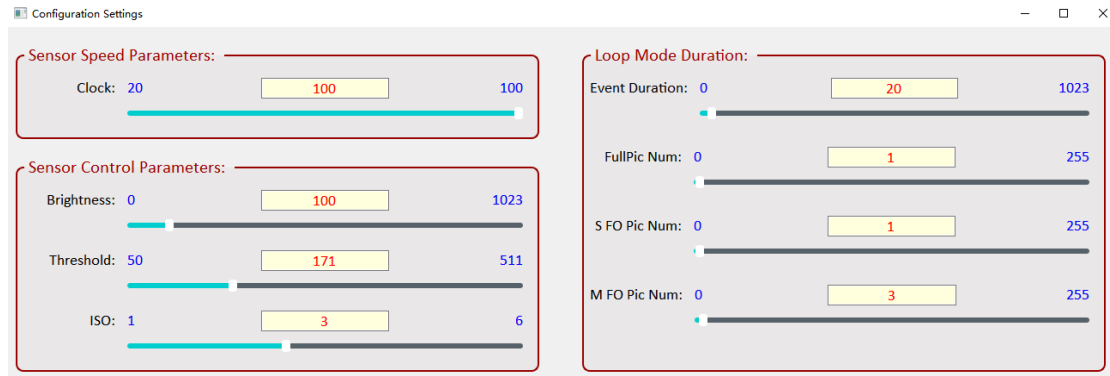 Configuration Settings
Sensor Speed Parameters:
Clock: 20 100 100
Sensor Control Parameters:
Brightness: 0 100 1023
Threshold: 50 171 511
ISO: 1 3 6
Loop Mode Duration:
Event Duration: 0 20 1023
FullPic Num: 0 1 255
S FO Pic Num: 0 1 255
M FO Pic Num: 0 3 255